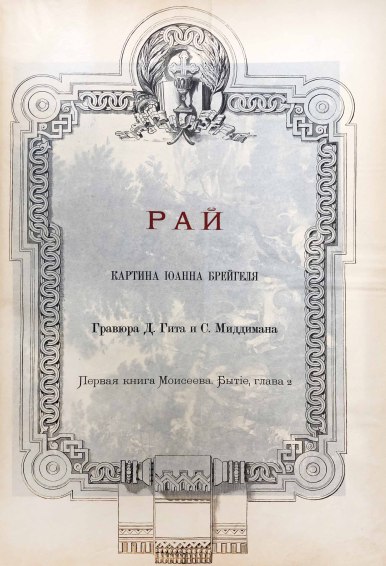 РАЙ
КАРТИНА ІОАННА БРЕЙГЕЛЯ
Гравюра Д. Гита и С. Миддимана
Первая книга Моисеева. Бытіе, глава 2